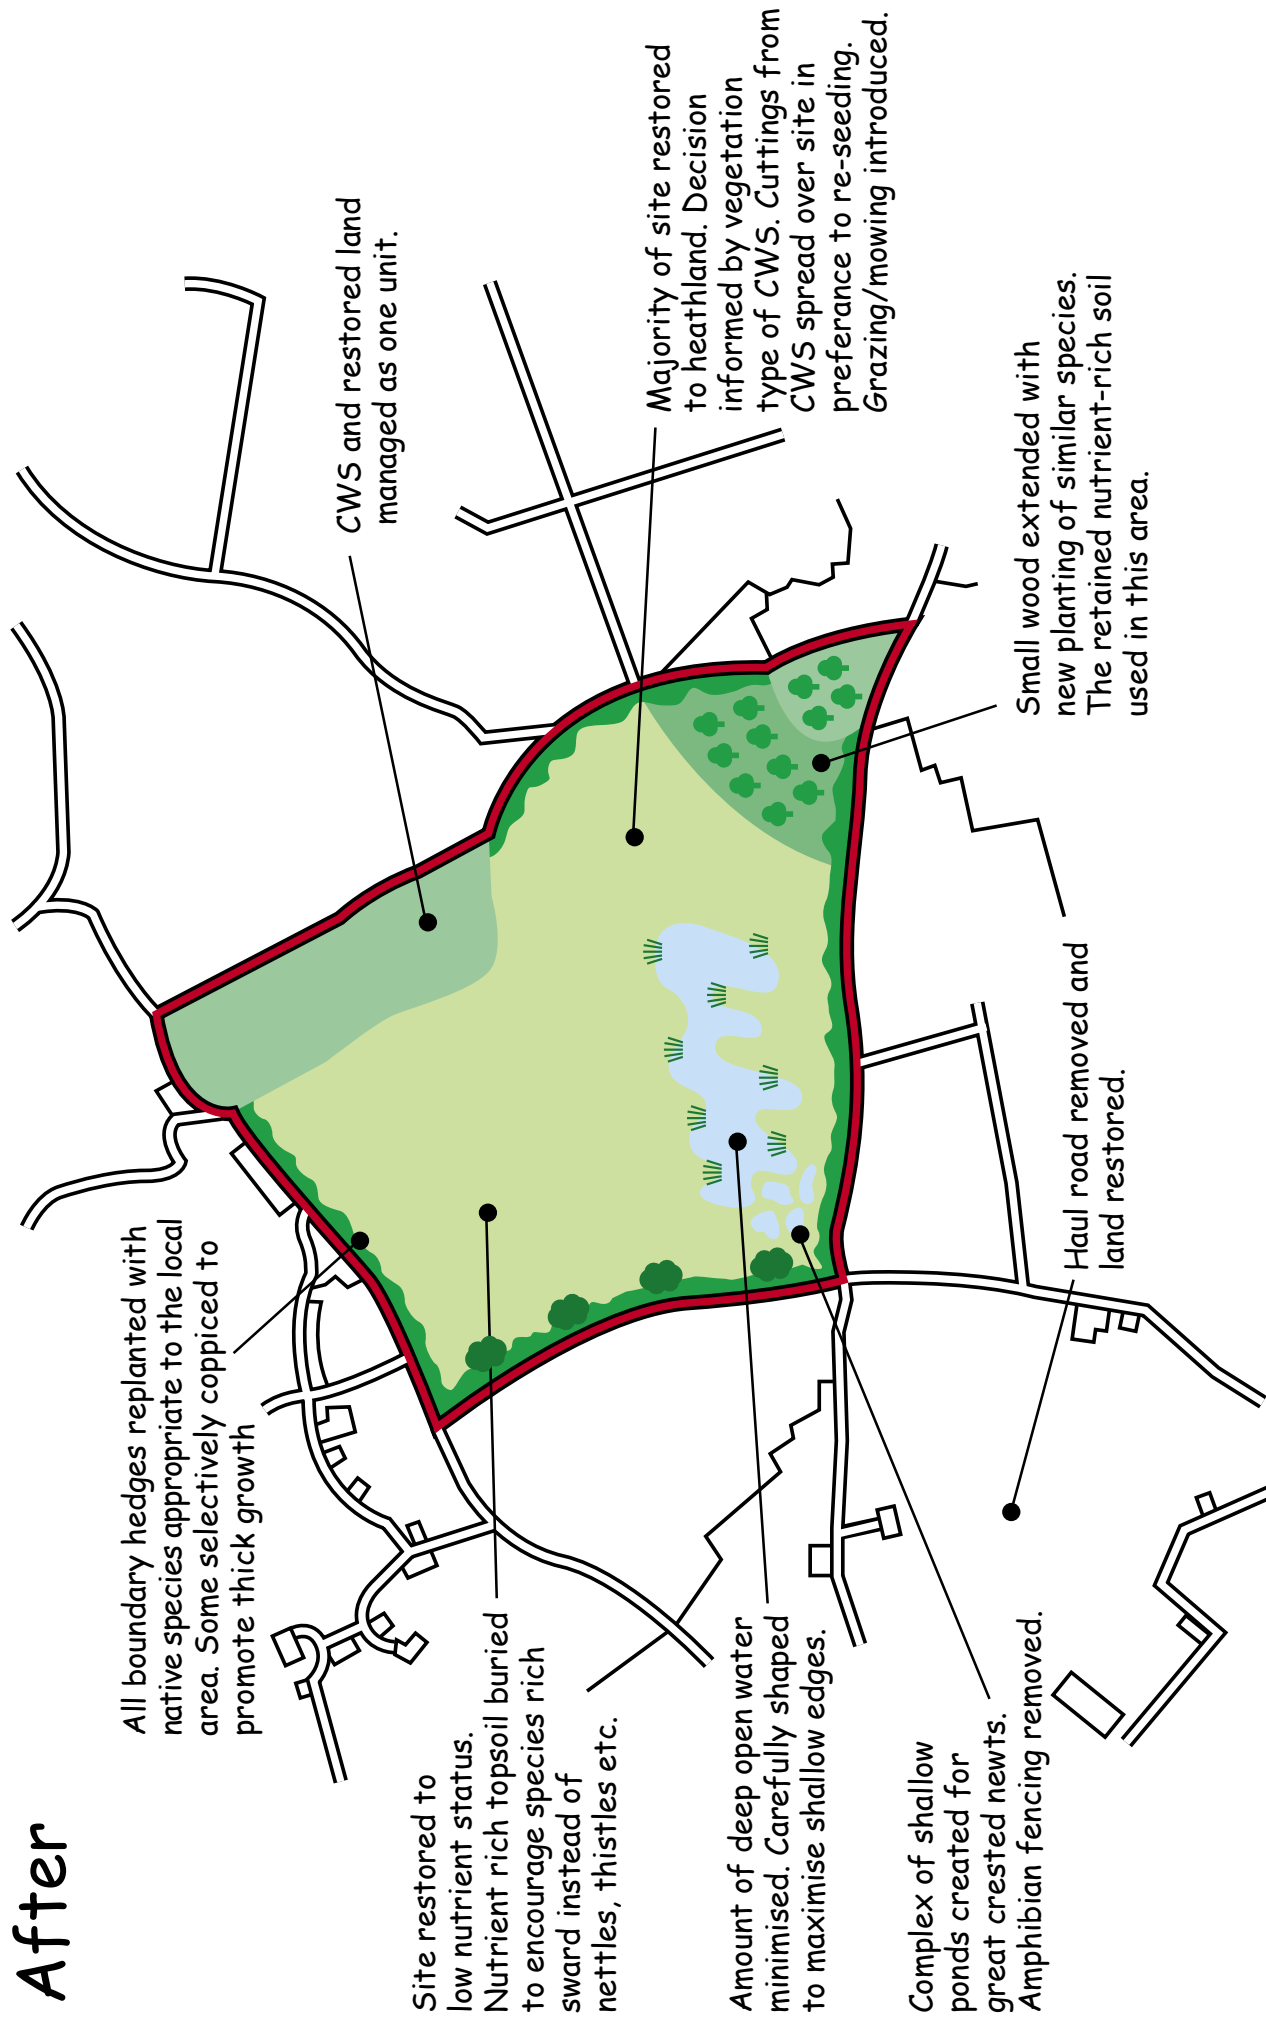 After
All boundary hedges replanted with
native species appropriate to the local
area. Some selectively coppiced to
promote thick growth
CWS and restored land
managed as one unit.
Site restored to
low nutrient status.
Nutrient rich topsoil buried
to encourage species rich
sward instead of
nettles, thistles etc.
Majority of site restored
to heathland. Decision
informed by vegetation
type of CWS. Cuttings from
CWS spread over site in
preferance to re-seeding.
Grazing/mowing introduced.
Amount of deep open water
minimised. Carefully shaped
to maximise shallow edges.
Small wood extended with
new planting of similar species.
The retained nutrient-rich soil
used in this area.
Complex of shallow
ponds created for
great crested newts.
Amphibian fencing removed.
Haul road removed and
land restored.